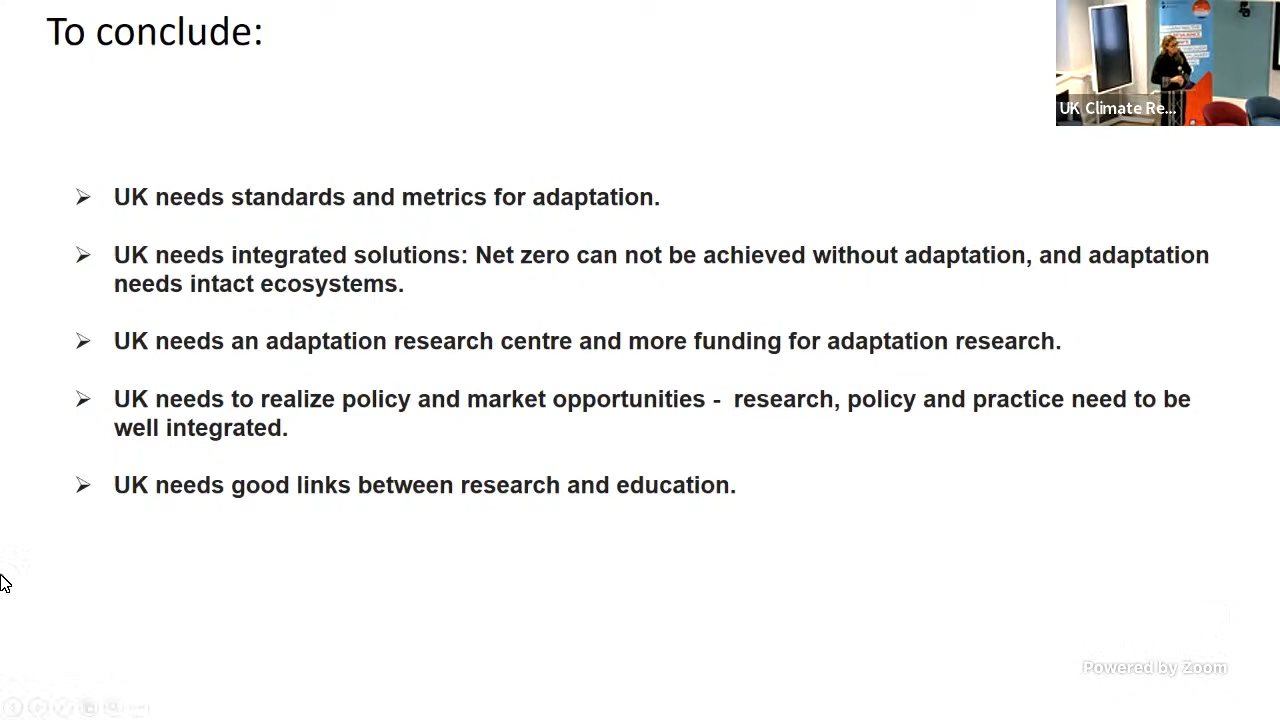 To conclude:
UK Climate Re...
➢ UK needs standards and metrics for adaptation.
➢ UK needs integrated solutions: Net zero can not be achieved without adaptation, and adaptation
needs intact ecosystems.
➢ UK needs an adaptation research centre and more funding for adaptation research.
➢ UK needs to realize policy and market opportunities -  research, policy and practice need to be
well integrated.
➢ UK needs good links between research and education.
Powered by Zoom